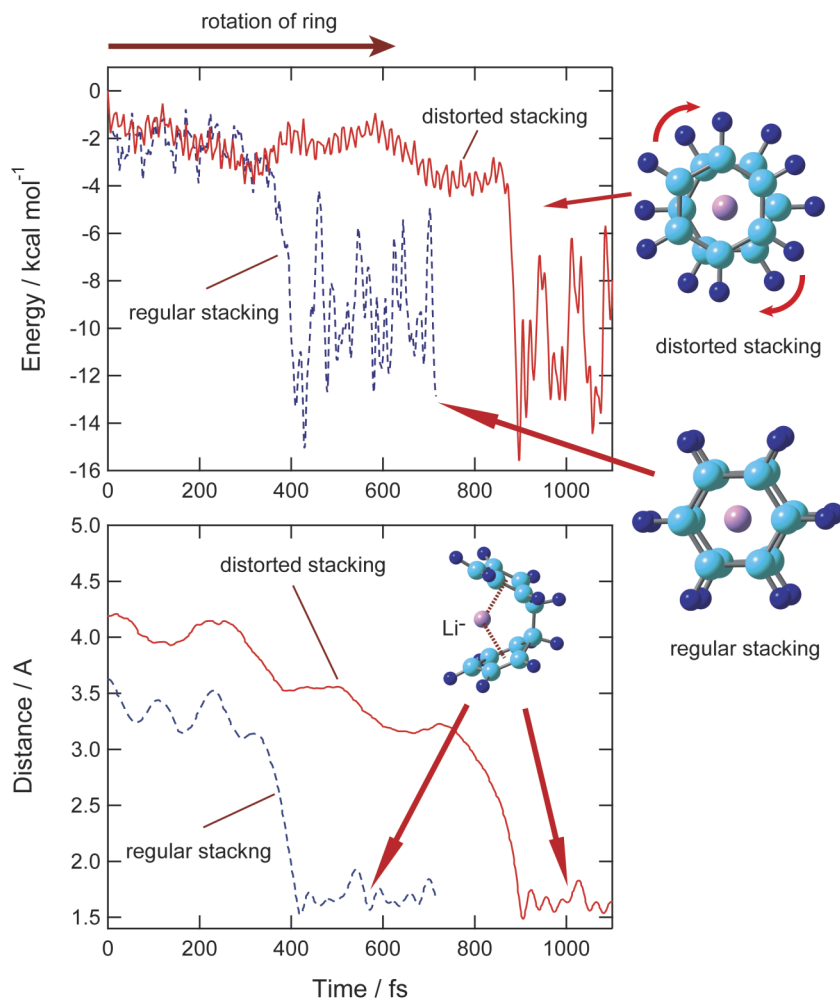 rotation of ring
0
-2
-4
-6
-8
-10
-12
-14
-16
Energy / kcal mol⁻¹
distorted stacking
regular stacking
0
200
400
600
800
1000
distorted stacking
regular stacking
5.0
4.5
4.0
3.5
3.0
2.5
2.0
1.5
Distance / A
distorted stacking
Li⁻
regular stackng
0
200
400
600
800
1000
Time / fs